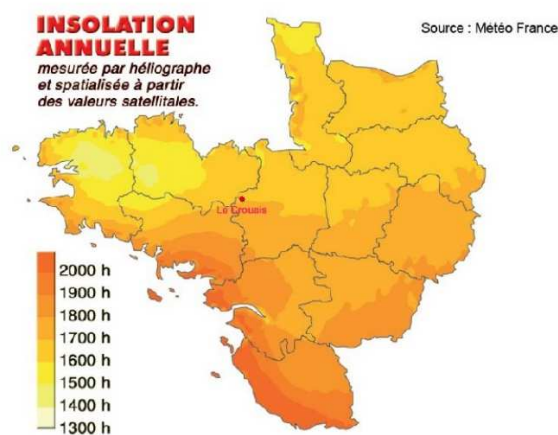 INSOLATION
ANNUELLE
mesurée par héliographe
et spatialisée à partir
des valeurs satellitales.
Source : Météo France
Le Crouais
2000 h
1900 h
1800 h
1700 h
1600 h
1500 h
1400 h
1300 h